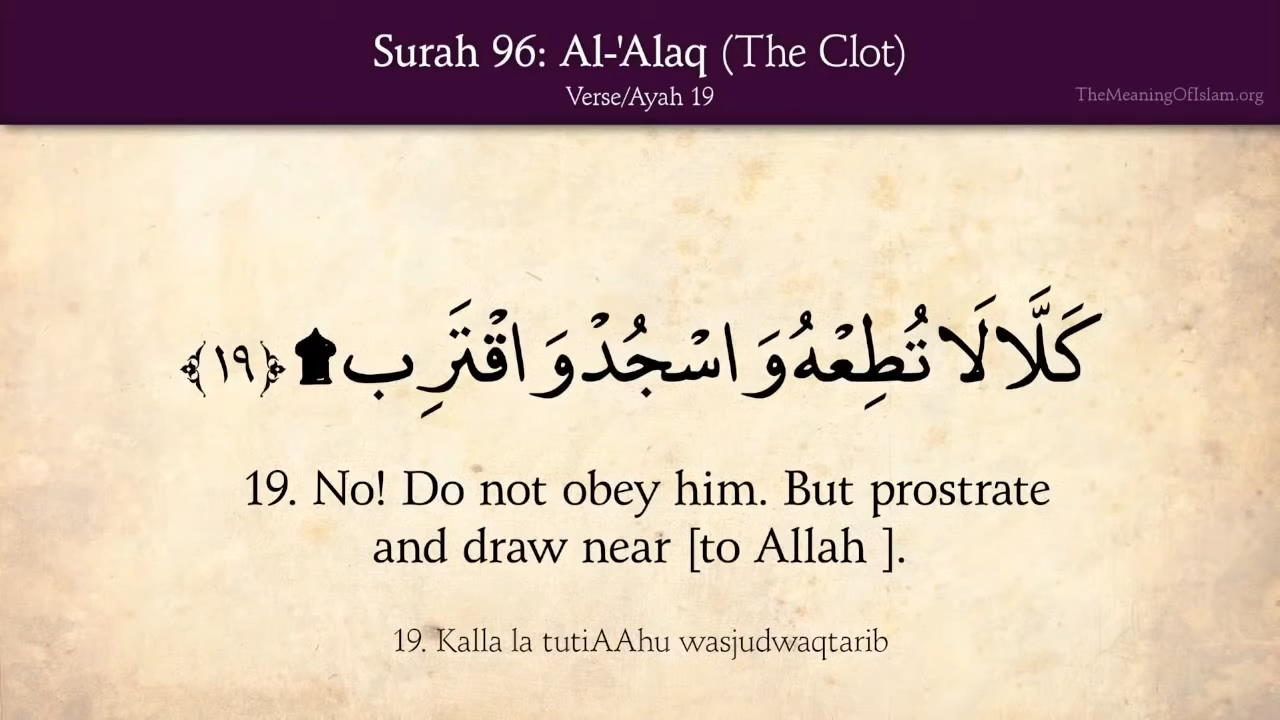 Surah 96: Al-'Alaq (The Clot)
Verse/Ayah 19
TheMeaningOfIslam.org
كَلَّا لَا تُطِعْهُ وَاسْجُدْ وَاقْتَرِب ۩ ﴿١٩﴾
19. No! Do not obey him. But prostrate
and draw near [to Allah ].
19. Kalla la tutiAAhu wasjudwaqtarib